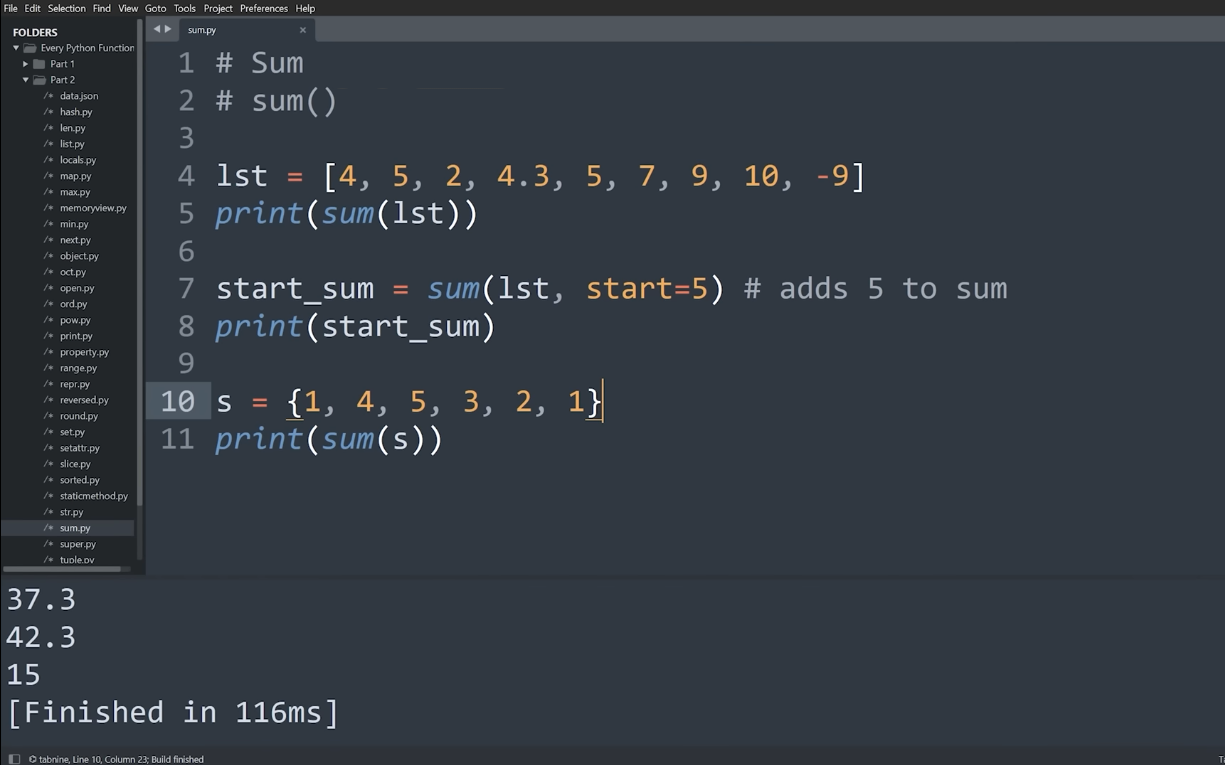 File Edit Selection Find View Goto Tools Project Preferences Help
FOLDERS
Every Python Function
Part 1
Part 2
data.json
hash.py
len.py
list.py
locals.py
map.py
max.py
memoryview.py
min.py
next.py
object.py
oct.py
open.py
ord.py
pow.py
print.py
property.py
range.py
repr.py
reversed.py
round.py
set.py
setattr.py
slice.py
sorted.py
staticmethod.py
str.py
sum.py
super.py
tuple.py
sum.py
1 # Sum
2 # sum()
3
4 lst = [4, 5, 2, 4.3, 5, 7, 9, 10, -9]
5 print(sum(lst))
6
7 start_sum = sum(lst, start=5) # adds 5 to sum
8 print(start_sum)
9
10 s = {1, 4, 5, 3, 2, 1}
11 print(sum(s))
37.3
42.3
15
[Finished in 116ms]
tabnine, Line 10, Column 23; Build finished